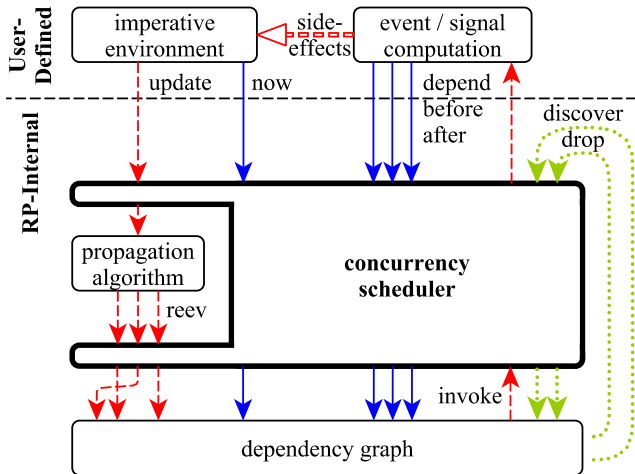 User-
Defined
imperative
environment
side-
effects
event / signal
computation
update
now
depend
before
after
discover
drop
RP-Internal
propagation
algorithm
reev
concurrency
scheduler
invoke
dependency graph